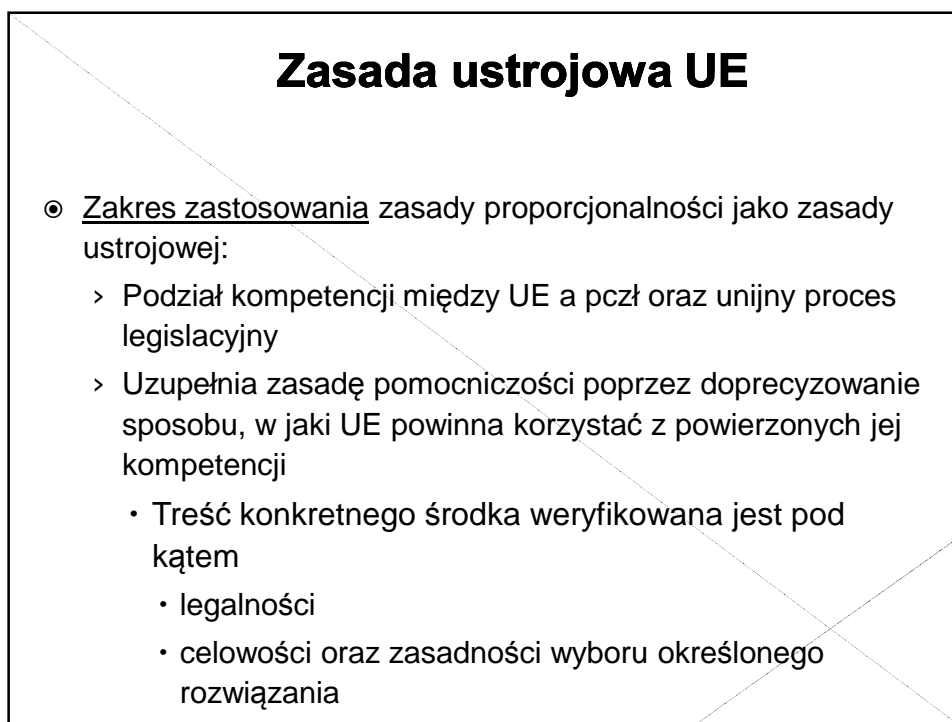 Zasada ustrojowa UE
Zakres zastosowania zasady proporcjonalności jako zasady
ustrojowej:
› Podział kompetencji między UE a pczł oraz unijny proces
legislacyjny
› Uzupełnia zasadę pomocniczości poprzez doprecyzowanie
sposobu, w jaki UE powinna korzystać z powierzonych jej
kompetencji
• Treść konkretnego środka weryfikowana jest pod
kątem
• legalności
• celowości oraz zasadności wyboru określonego
rozwiązania